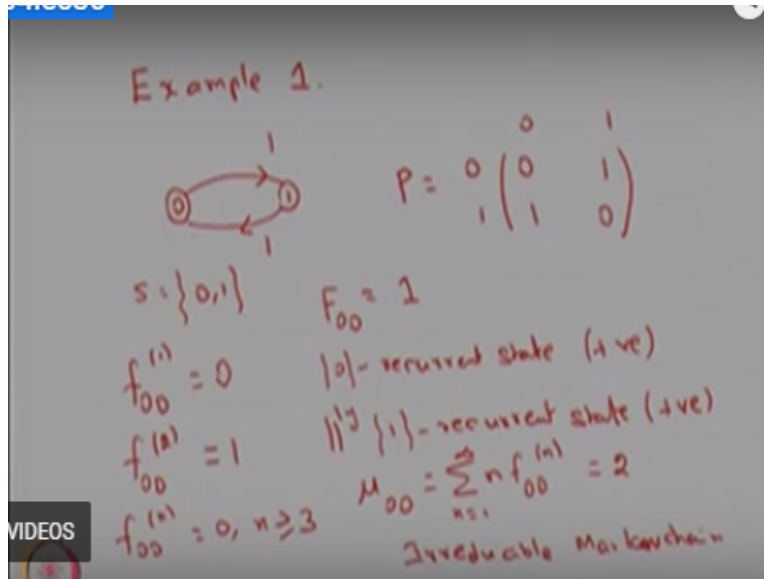 Example 1.
1
0 1
1
P = 0 1
0 ( 0 1 )
1 ( 1 0 )
S = {0,1}
F₀₀ = 1
f₀₀⁽¹⁾ = 0
{0} - recurrent state (+ve)
f₀₀⁽²⁾ = 1
|||ly {1} - recurrent state (+ve)
f₀₀⁽ⁿ⁾ = 0, n ≥ 3
μ₀₀ = ∑ₙ₌₁^∞ n f₀₀⁽ⁿ⁾ = 2
Irreducible Markov chain
VIDEOS